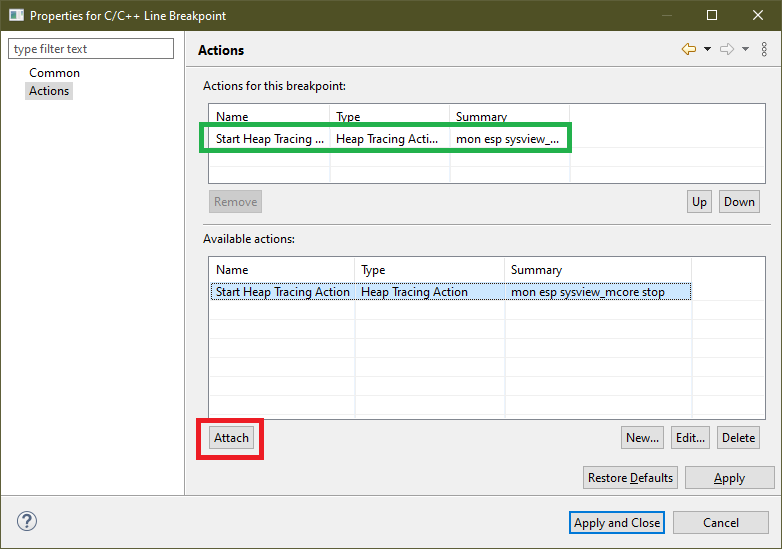 Properties for C/C++ Line Breakpoint
type filter text
Common
Actions
Actions
Actions for this breakpoint:
Name Type Summary
Start Heap Tracing ... Heap Tracing Acti... mon esp sysview_...
Remove Up Down
Available actions:
Name Type Summary
Start Heap Tracing Action Heap Tracing Action mon esp sysview_mcore stop
Attach New... Edit... Delete
Restore Defaults Apply
? Apply and Close Cancel